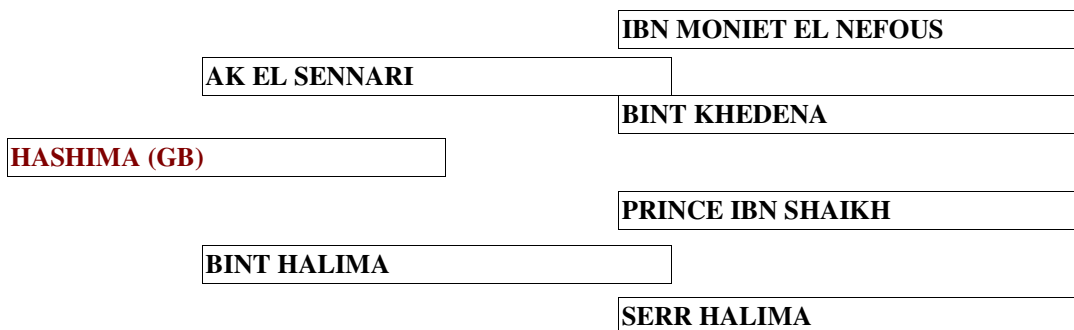 IBN MONIET EL NEFOUS
AK EL SENNARI
BINT KHEDENA
HASHIMA (GB)
PRINCE IBN SHAIKH
BINT HALIMA
SERR HALIMA